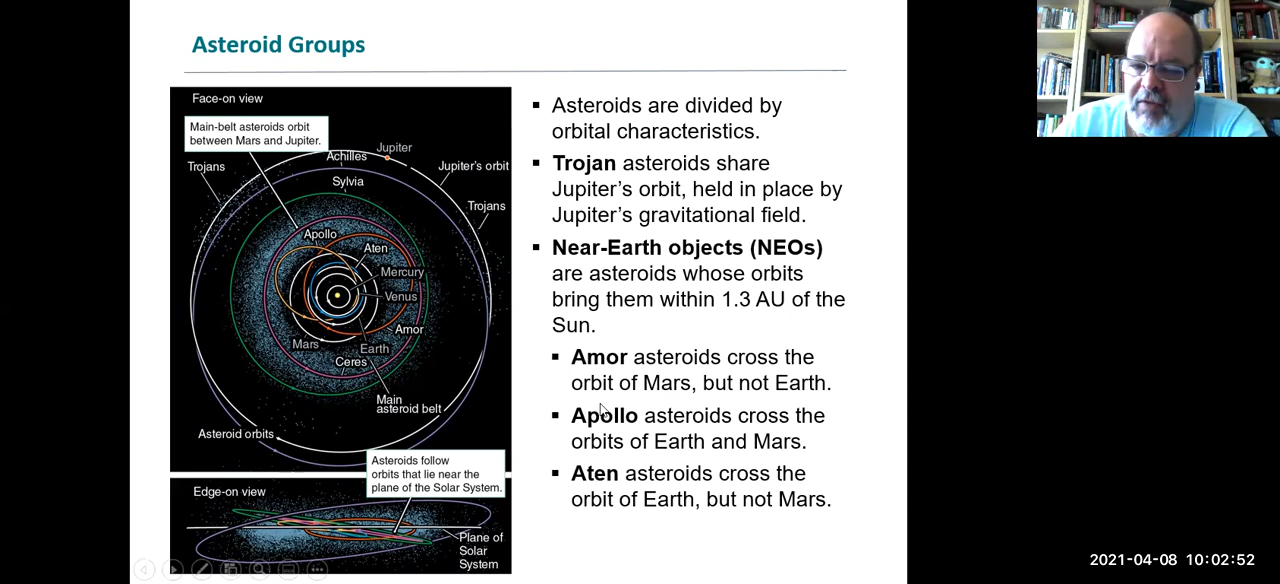 Asteroid Groups
Face-on view
Main-belt asteroids orbit
between Mars and Jupiter.
Trojans
Achilles
Jupiter
Jupiter's orbit
Sylvia
Trojans
Apollo
Aten
Mercury
Venus
Amor
Mars
Earth
Ceres
Main
asteroid belt
Asteroid orbits
Asteroids follow
orbits that lie near the
plane of the Solar System.
Edge-on view
Plane of
Solar
System
▪ Asteroids are divided by
orbital characteristics.
▪ Trojan asteroids share
Jupiter's orbit, held in place by
Jupiter's gravitational field.
▪ Near-Earth objects (NEOs)
are asteroids whose orbits
bring them within 1.3 AU of the
Sun.
▪ Amor asteroids cross the
orbit of Mars, but not Earth.
▪ Apollo asteroids cross the
orbits of Earth and Mars.
▪ Aten asteroids cross the
orbit of Earth, but not Mars.
2021-04-08 10:02:52